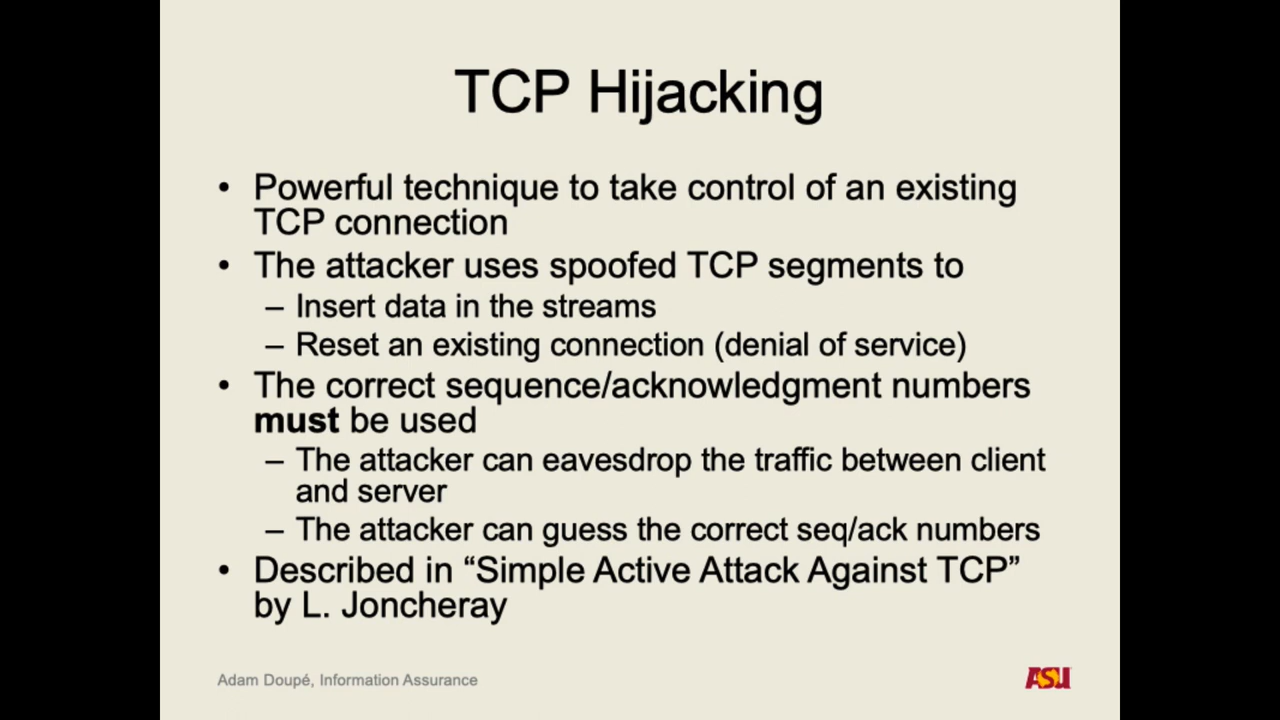 TCP Hijacking
• Powerful technique to take control of an existing
TCP connection
• The attacker uses spoofed TCP segments to
– Insert data in the streams
– Reset an existing connection (denial of service)
• The correct sequence/acknowledgment numbers
must be used
– The attacker can eavesdrop the traffic between client
and server
– The attacker can guess the correct seq/ack numbers
• Described in “Simple Active Attack Against TCP”
by L. Joncheray
Adam Doupé, Information Assurance
ASU